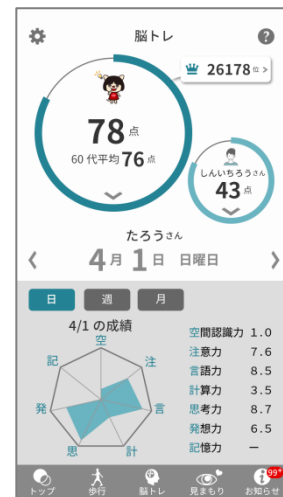 脳トレ
?
26178位 >
78点
60代平均76点
しんいちろうさん
43点
たろうさん
4月1日 日曜日
日 週 月
4/1の成績
空
注
言
計
思
発
記
空間認識力 1.0
注意力 7.6
言語力 8.5
計算力 3.5
思考力 8.7
発想力 6.5
記憶力 —
99+
トップ 歩行 脳トレ 見まもり お知らせ